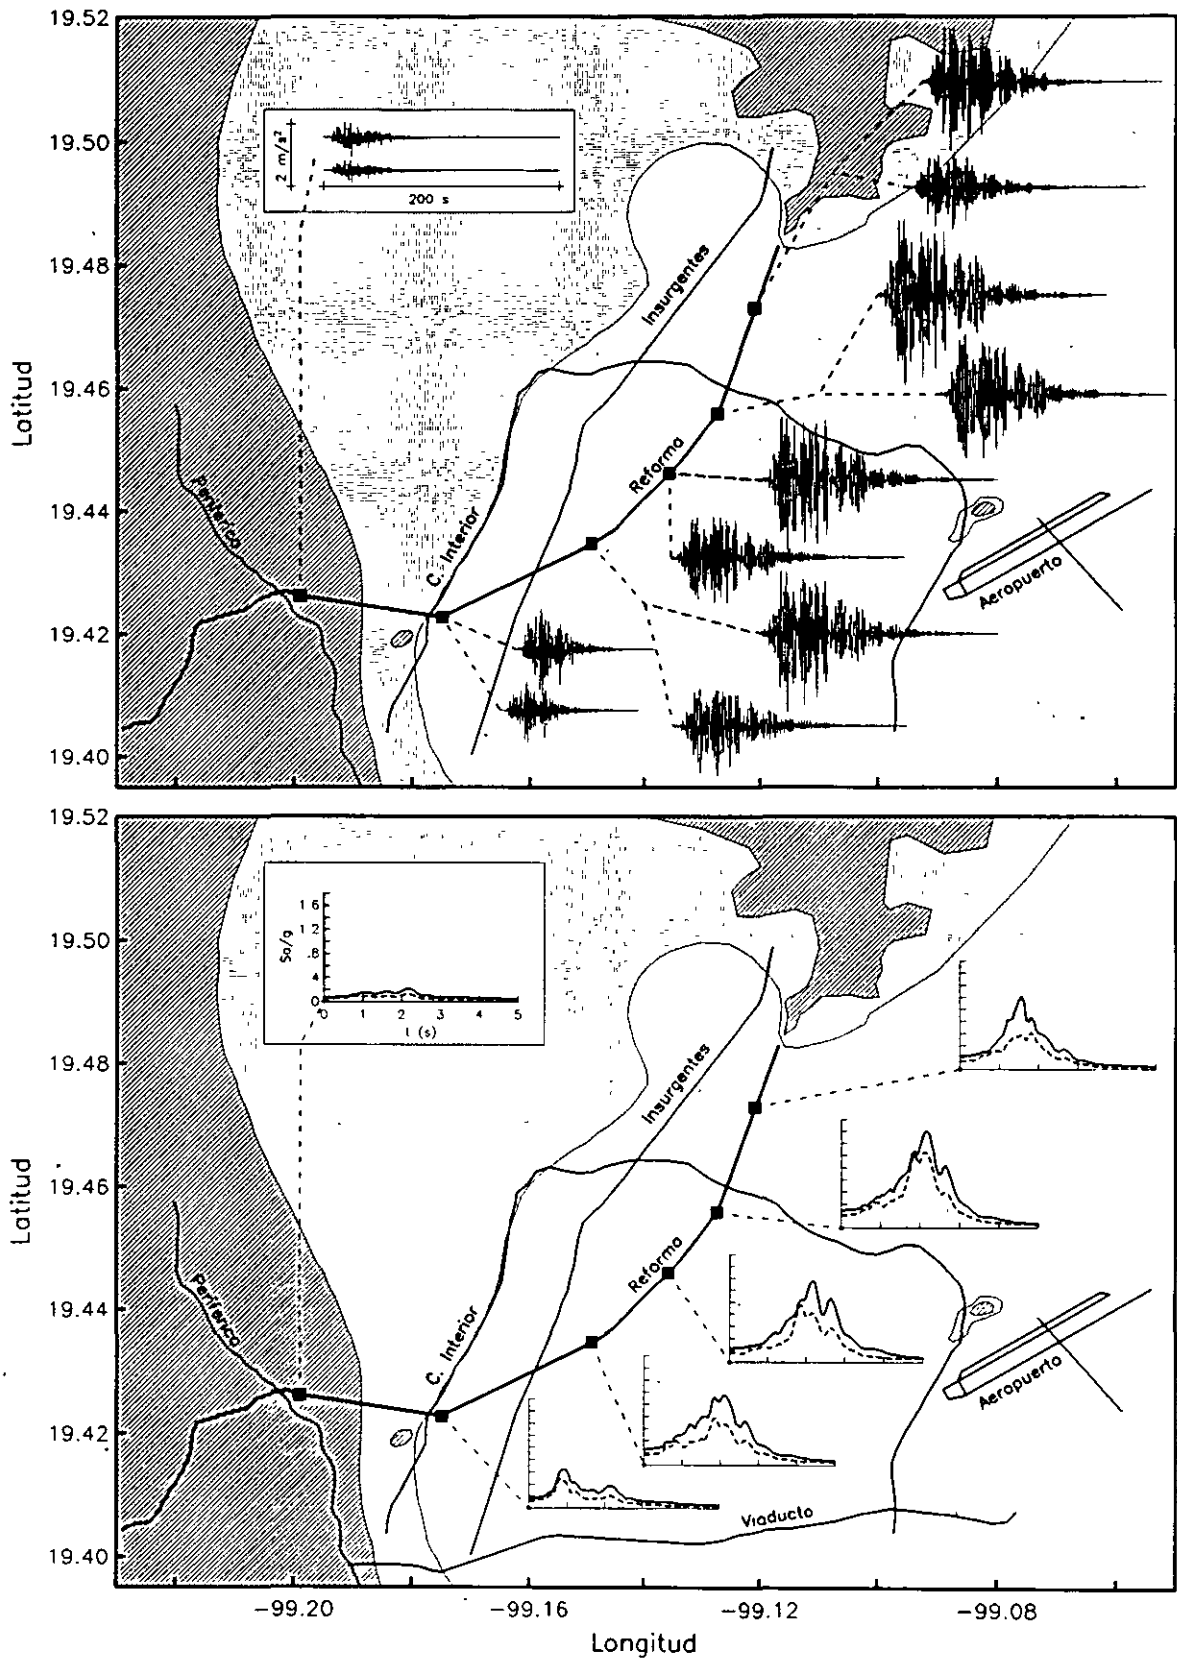 19.52
19.50
19.48
19.46
19.44
19.42
19.40
Latitud
2 m/s²
200 s
Insurgentes
Reforma
C. Interior
Periferico
Aeropuerto
19.52
19.50
19.48
19.46
19.44
19.42
19.40
Latitud
1 6
1 2
.8
4
0
Sa/g
0 1 2 3 4 5
t (s)
Insurgentes
Reforma
C. Interior
Periferico
Aeropuerto
Viaducto
-99.20 -99.16 -99.12 -99.08
Longitud